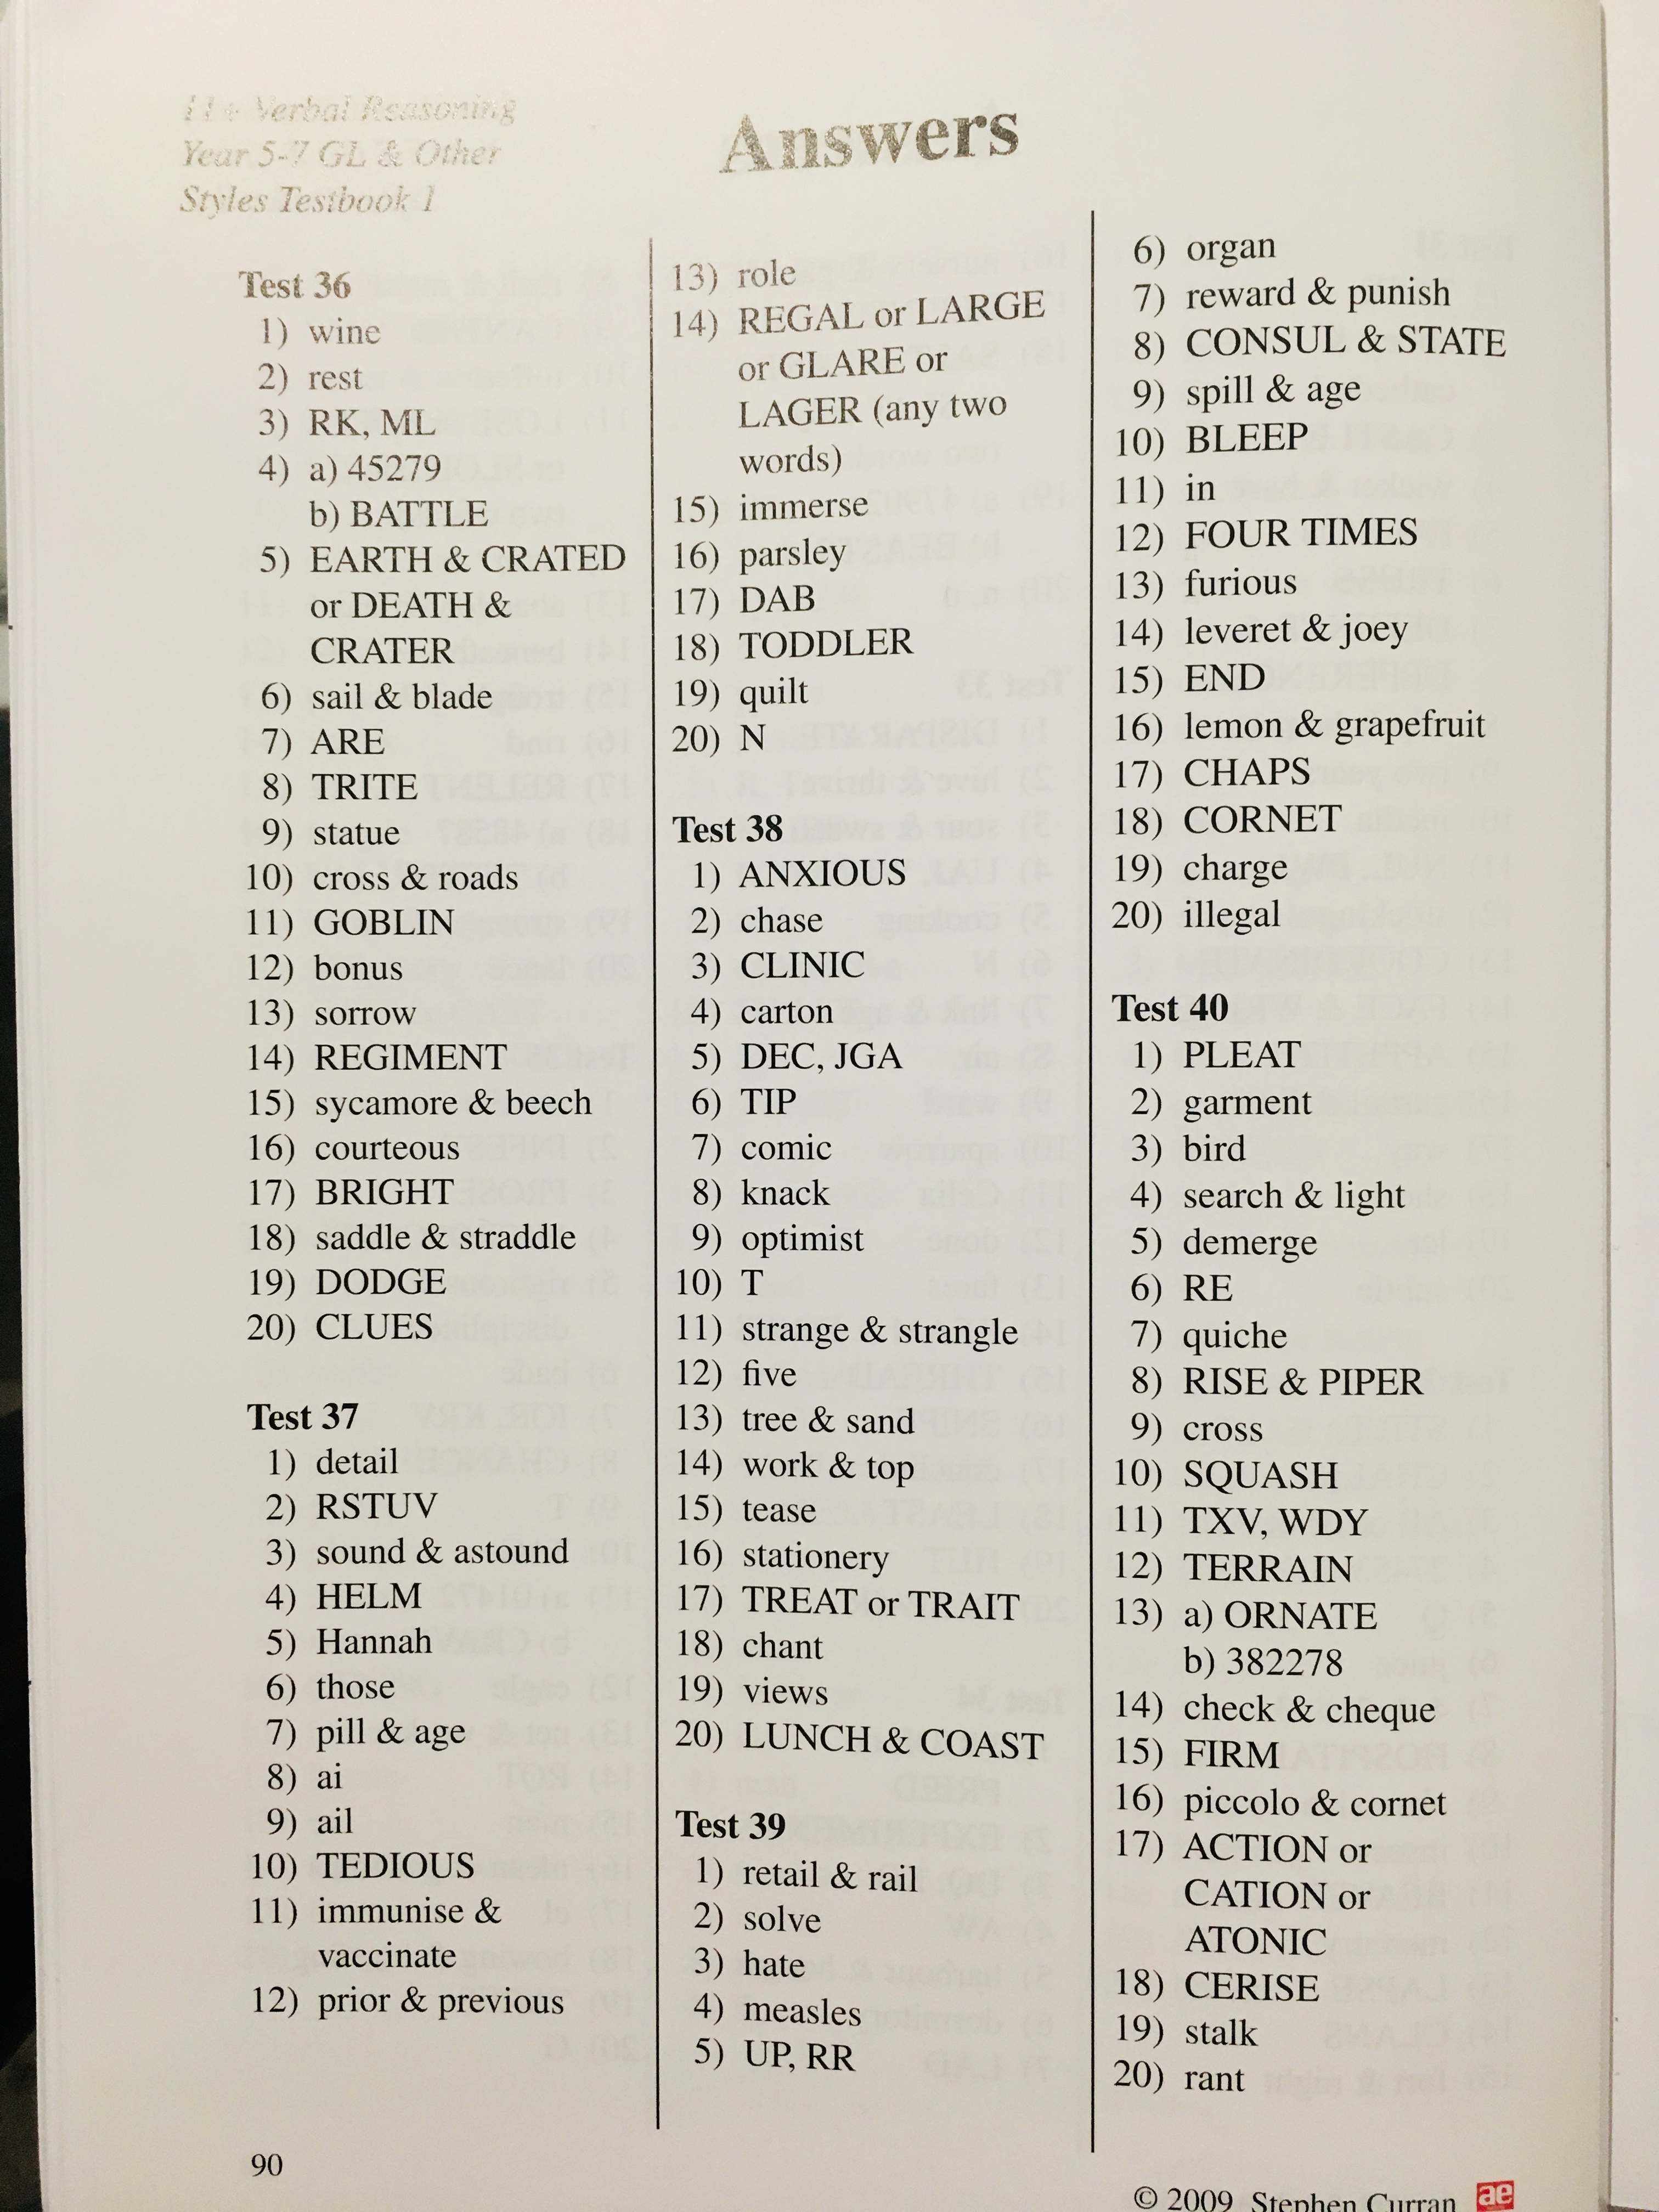 11+ Verbal Reasoning
Year 5-7 GL & Other
Styles Testbook 1
Answers
Test 36
1) wine
2) rest
3) RK, ML
4) a) 45279
b) BATTLE
5) EARTH & CRATED
or DEATH &
CRATER
6) sail & blade
7) ARE
8) TRITE
9) statue
10) cross & roads
11) GOBLIN
12) bonus
13) sorrow
14) REGIMENT
15) sycamore & beech
16) courteous
17) BRIGHT
18) saddle & straddle
19) DODGE
20) CLUES
Test 37
1) detail
2) RSTUV
3) sound & astound
4) HELM
5) Hannah
6) those
7) pill & age
8) ai
9) ail
10) TEDIOUS
11) immunise &
vaccinate
12) prior & previous
13) role
14) REGAL or LARGE
or GLARE or
LAGER (any two
words)
15) immerse
16) parsley
17) DAB
18) TODDLER
19) quilt
20) N
Test 38
1) ANXIOUS
2) chase
3) CLINIC
4) carton
5) DEC, JGA
6) TIP
7) comic
8) knack
9) optimist
10) T
11) strange & strangle
12) five
13) tree & sand
14) work & top
15) tease
16) stationery
17) TREAT or TRAIT
18) chant
19) views
20) LUNCH & COAST
Test 39
1) retail & rail
2) solve
3) hate
4) measles
5) UP, RR
6) organ
7) reward & punish
8) CONSUL & STATE
9) spill & age
10) BLEEP
11) in
12) FOUR TIMES
13) furious
14) leveret & joey
15) END
16) lemon & grapefruit
17) CHAPS
18) CORNET
19) charge
20) illegal
Test 40
1) PLEAT
2) garment
3) bird
4) search & light
5) demerge
6) RE
7) quiche
8) RISE & PIPER
9) cross
10) SQUASH
11) TXV, WDY
12) TERRAIN
13) a) ORNATE
b) 382278
14) check & cheque
15) FIRM
16) piccolo & cornet
17) ACTION or
CATION or
ATONIC
18) CERISE
19) stalk
20) rant
90
© 2009 Stephen Curran ae